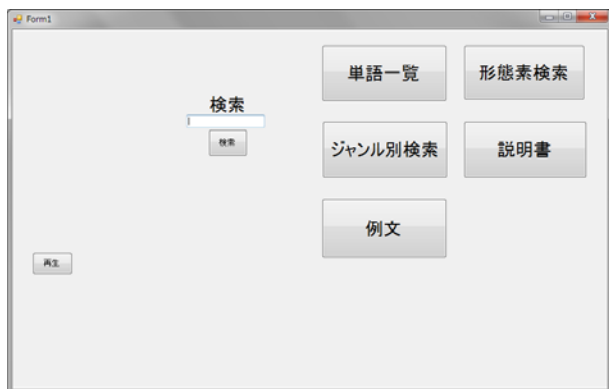 Form1
検索
検索
再生
単語一覧
形態素検索
ジャンル別検索
説明書
例文